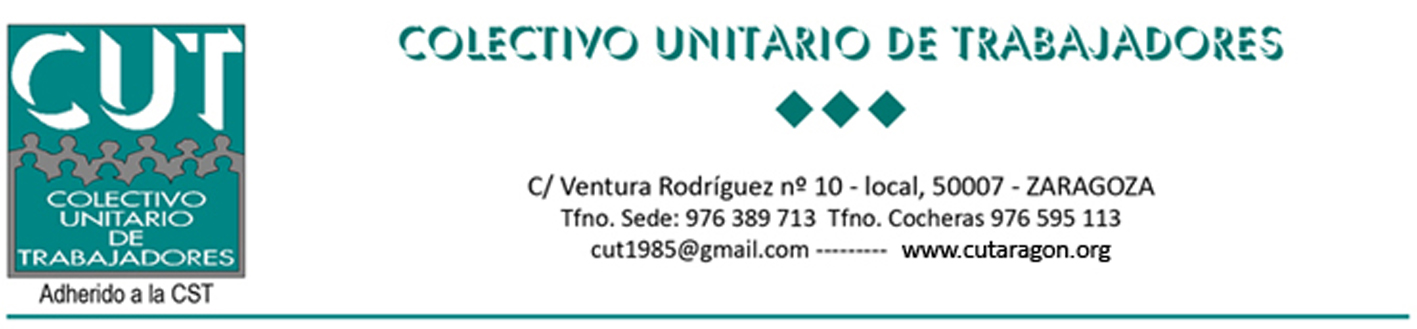 CUT
COLECTIVO
UNITARIO
DE
TRABAJADORES
Adherido a la CST
COLECTIVO UNITARIO DE TRABAJADORES
C/ Ventura Rodríguez nº 10 - local, 50007 - ZARAGOZA
Tfno. Sede: 976 389 713 Tfno. Cocheras 976 595 113
cut1985@gmail.com --------- www.cutaragon.org